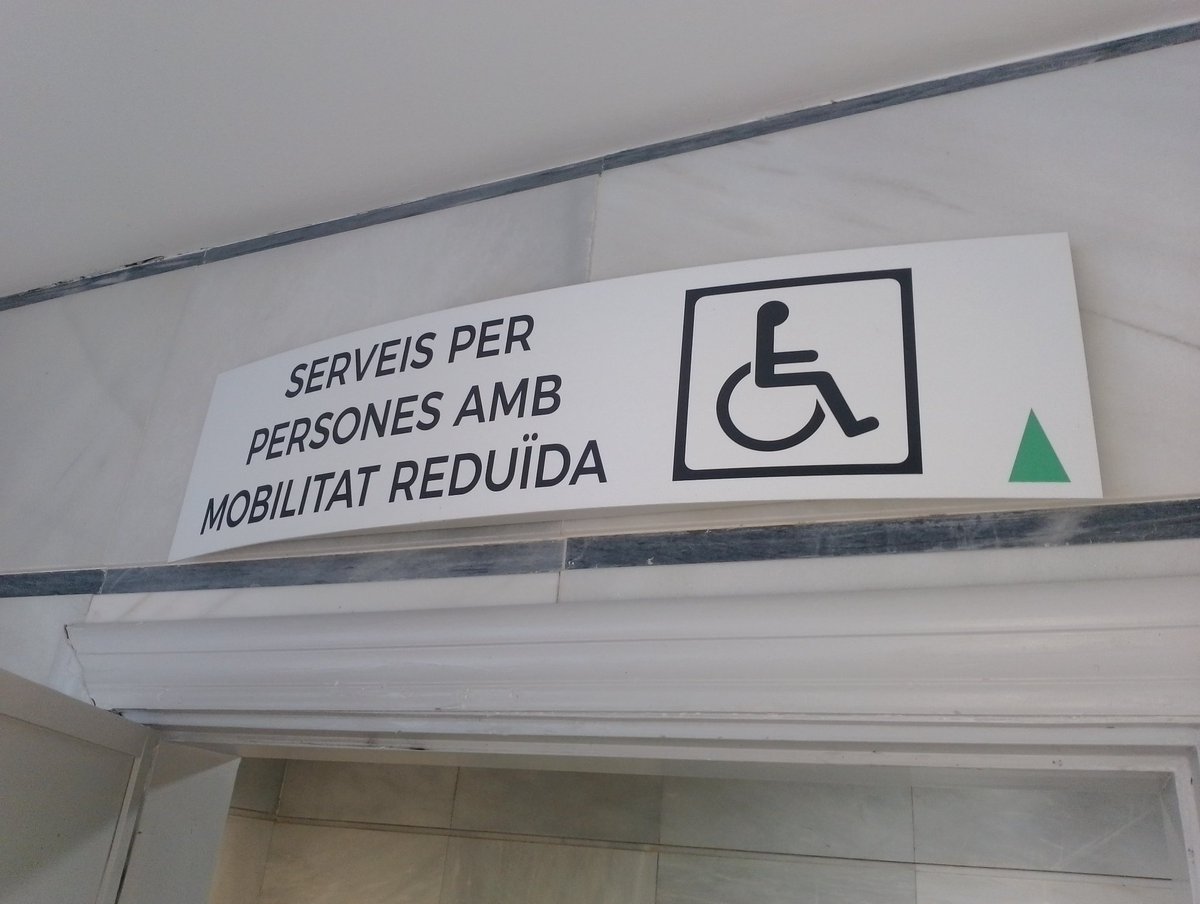 SERVEIS PER
PERSONES AMB
MOBILITAT REDUÏDA